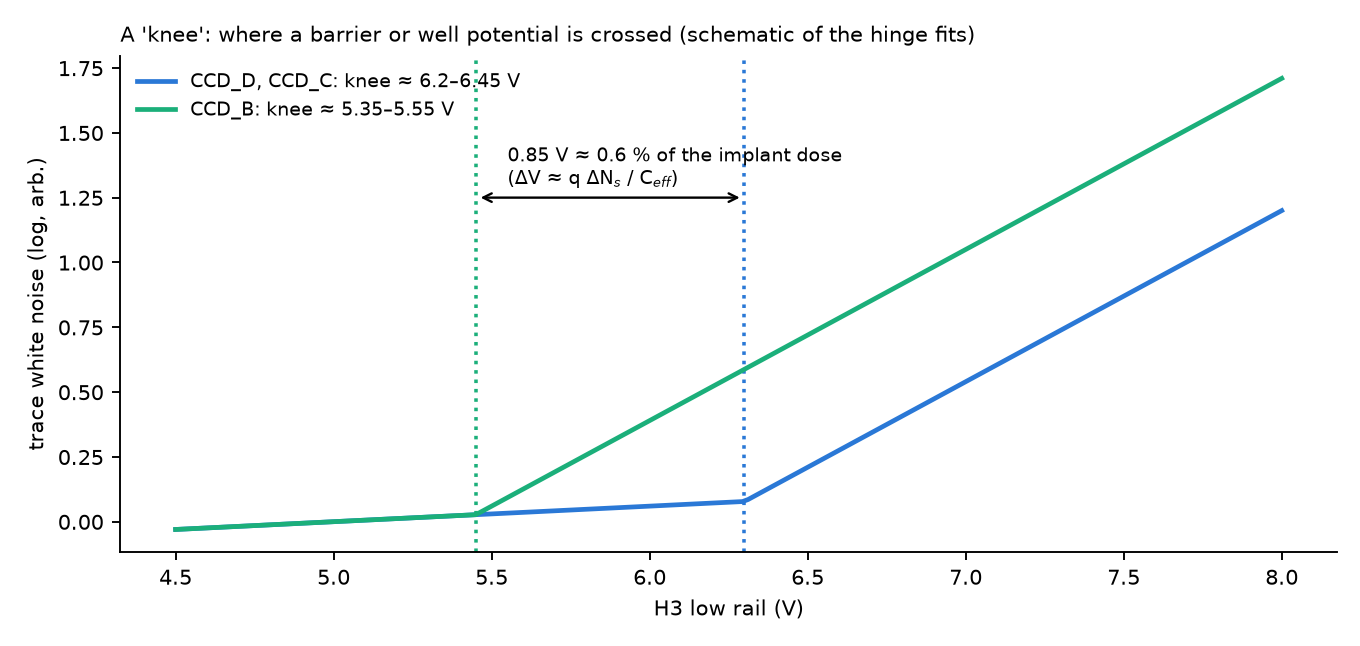 A 'knee': where a barrier or well potential is crossed (schematic of the hinge fits)
CCD_D, CCD_C: knee ≈ 6.2–6.45 V
CCD_B: knee ≈ 5.35–5.55 V
0.85 V ≈ 0.6 % of the implant dose
(ΔV ≈ q ΔNₛ / C_eff)
trace white noise (log, arb.)
1.75
1.50
1.25
1.00
0.75
0.50
0.25
0.00
4.5 5.0 5.5 6.0 6.5 7.0 7.5 8.0
H3 low rail (V)